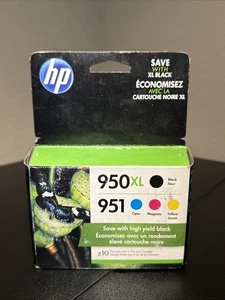 hp
SAVE
WITH
XL BLACK
ÉCONOMISEZ
AVEC LA
CARTOUCHE NOIRE XL
950XL
Black
Noir
951
Cyan
Magenta
Yellow
Jaune
Save with high yield black
Économisez avec un rendement
élevé cartouche noire